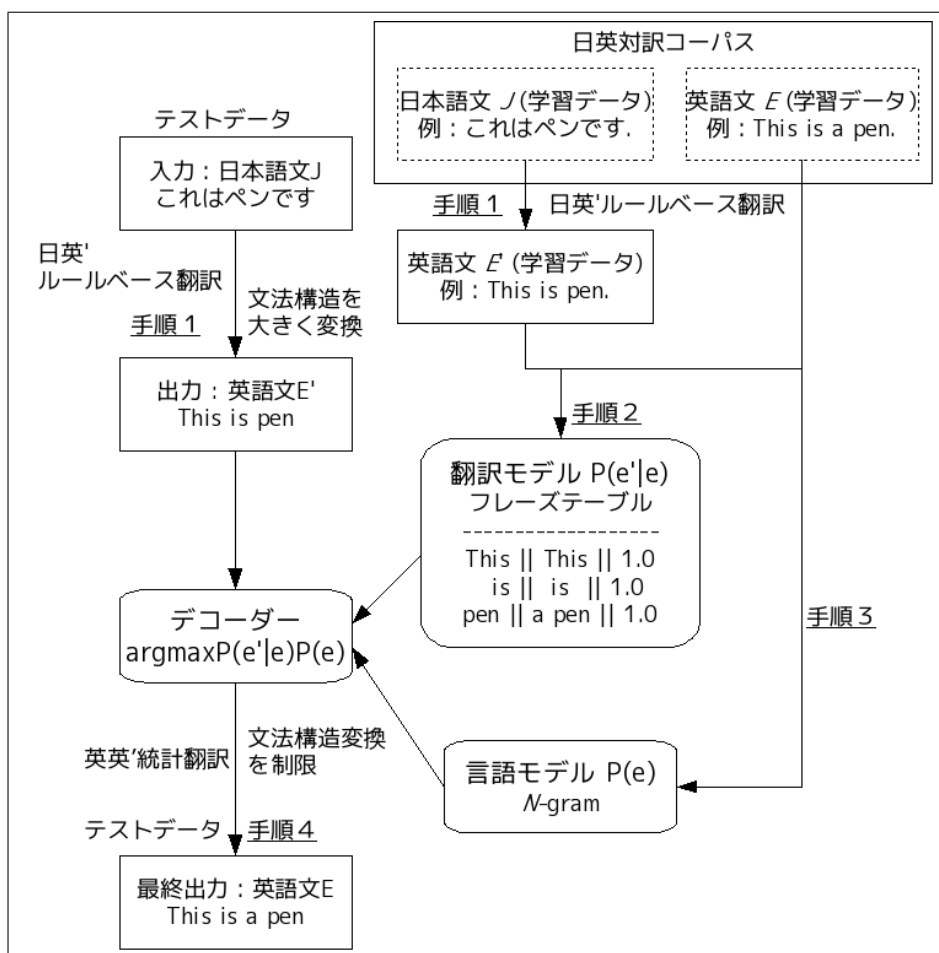 日英対訳コーパス
日本語文 J (学習データ)
例：これはペンです.
英語文 E (学習データ)
例：This is a pen.
テストデータ
入力：日本語文J
これはペンです
手順１
日英'ルールベース翻訳
英語文 E' (学習データ)
例：This is pen.
日英'
ルールベース翻訳
手順１
文法構造を
大きく変換
出力：英語文E'
This is pen
手順２
翻訳モデル P(e'|e)
フレーズテーブル
--------------------
This || This || 1.0
is || is || 1.0
pen || a pen || 1.0
手順３
デコーダー
argmaxP(e'|e)P(e)
言語モデル P(e)
N-gram
英英'統計翻訳
文法構造変換
を制限
テストデータ
手順４
最終出力：英語文E
This is a pen